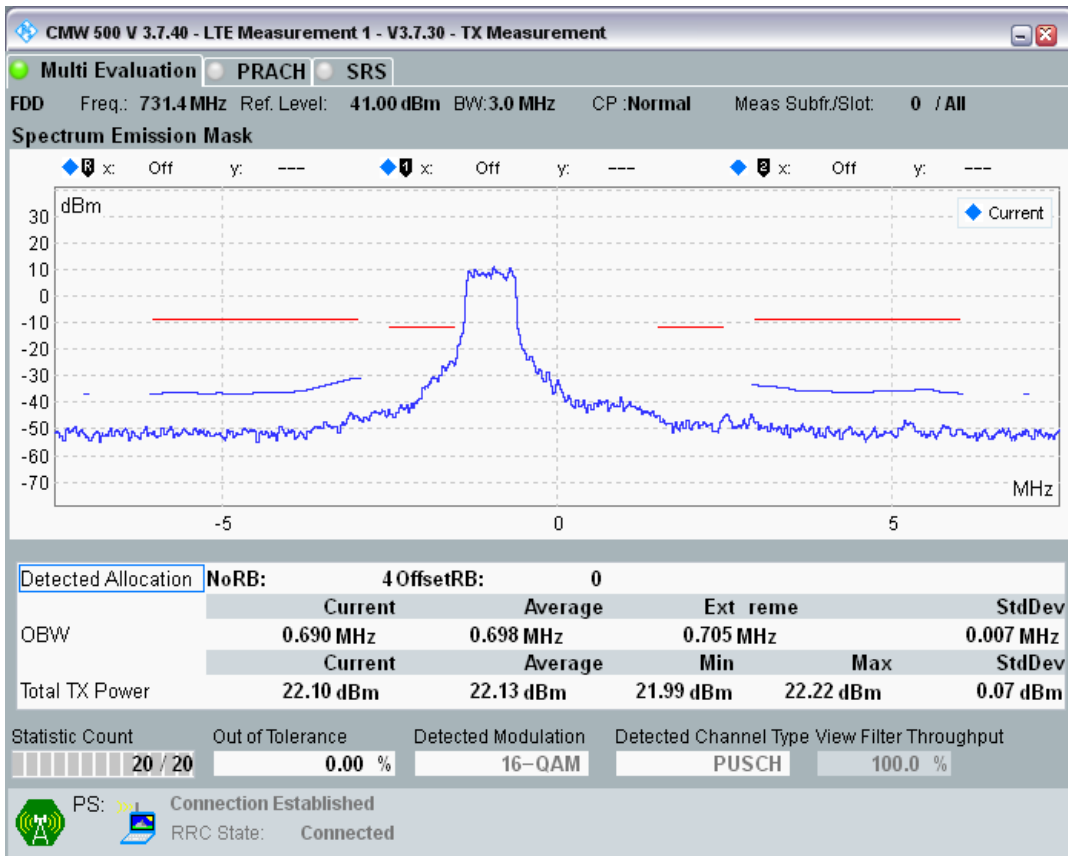 CMW 500 V 3.7.40 - LTE Measurement 1 - V3.7.30 - TX Measurement
Multi Evaluation PRACH SRS
FDD Freq.: 731.4 MHz Ref. Level: 41.00 dBm BW:3.0 MHz CP :Normal Meas Subfr./Slot: 0 / All
Spectrum Emission Mask
R x: Off y: --- 1 x: Off y: --- 2 x: Off y: ---
dBm
Current
30
20
10
0
-10
-20
-30
-40
-50
-60
-70
MHz
-5 0 5
Detected Allocation NoRB: 4 OffsetRB: 0
Current Average Ext reme StdDev
OBW 0.690 MHz 0.698 MHz 0.705 MHz 0.007 MHz
Current Average Min Max StdDev
Total TX Power 22.10 dBm 22.13 dBm 21.99 dBm 22.22 dBm 0.07 dBm
Statistic Count Out of Tolerance Detected Modulation Detected Channel Type View Filter Throughput
20 / 20 0.00 % 16-QAM PUSCH 100.0 %
PS: Connection Established
RRC State: Connected